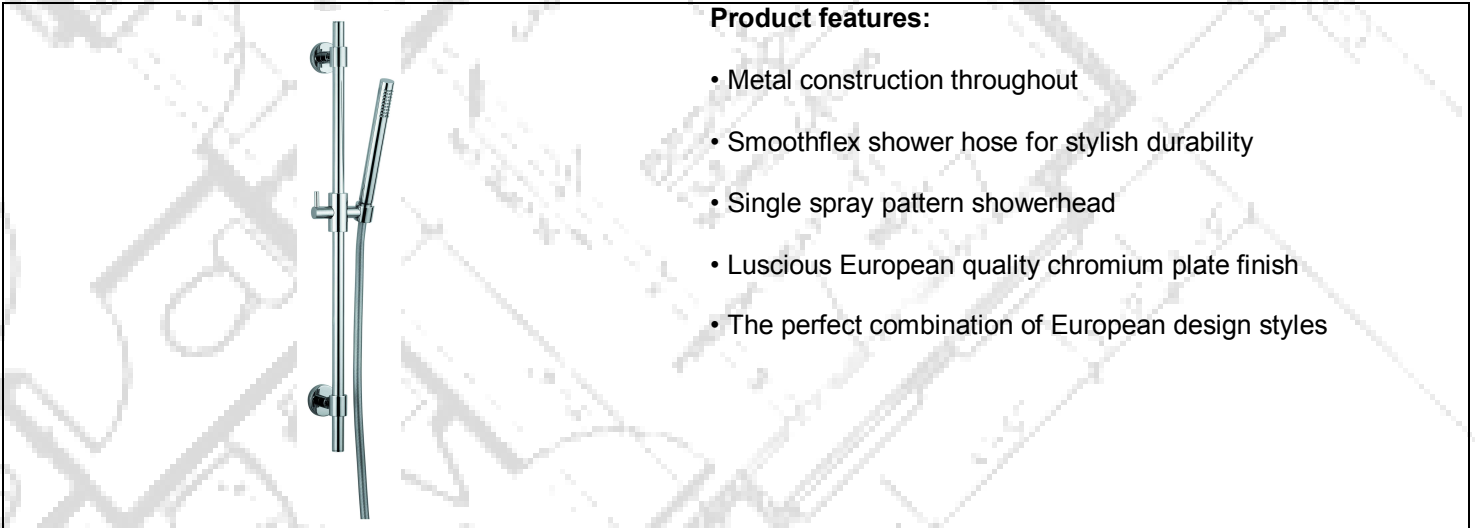 Product features:
• Metal construction throughout
• Smoothflex shower hose for stylish durability
• Single spray pattern showerhead
• Luscious European quality chromium plate finish
• The perfect combination of European design styles